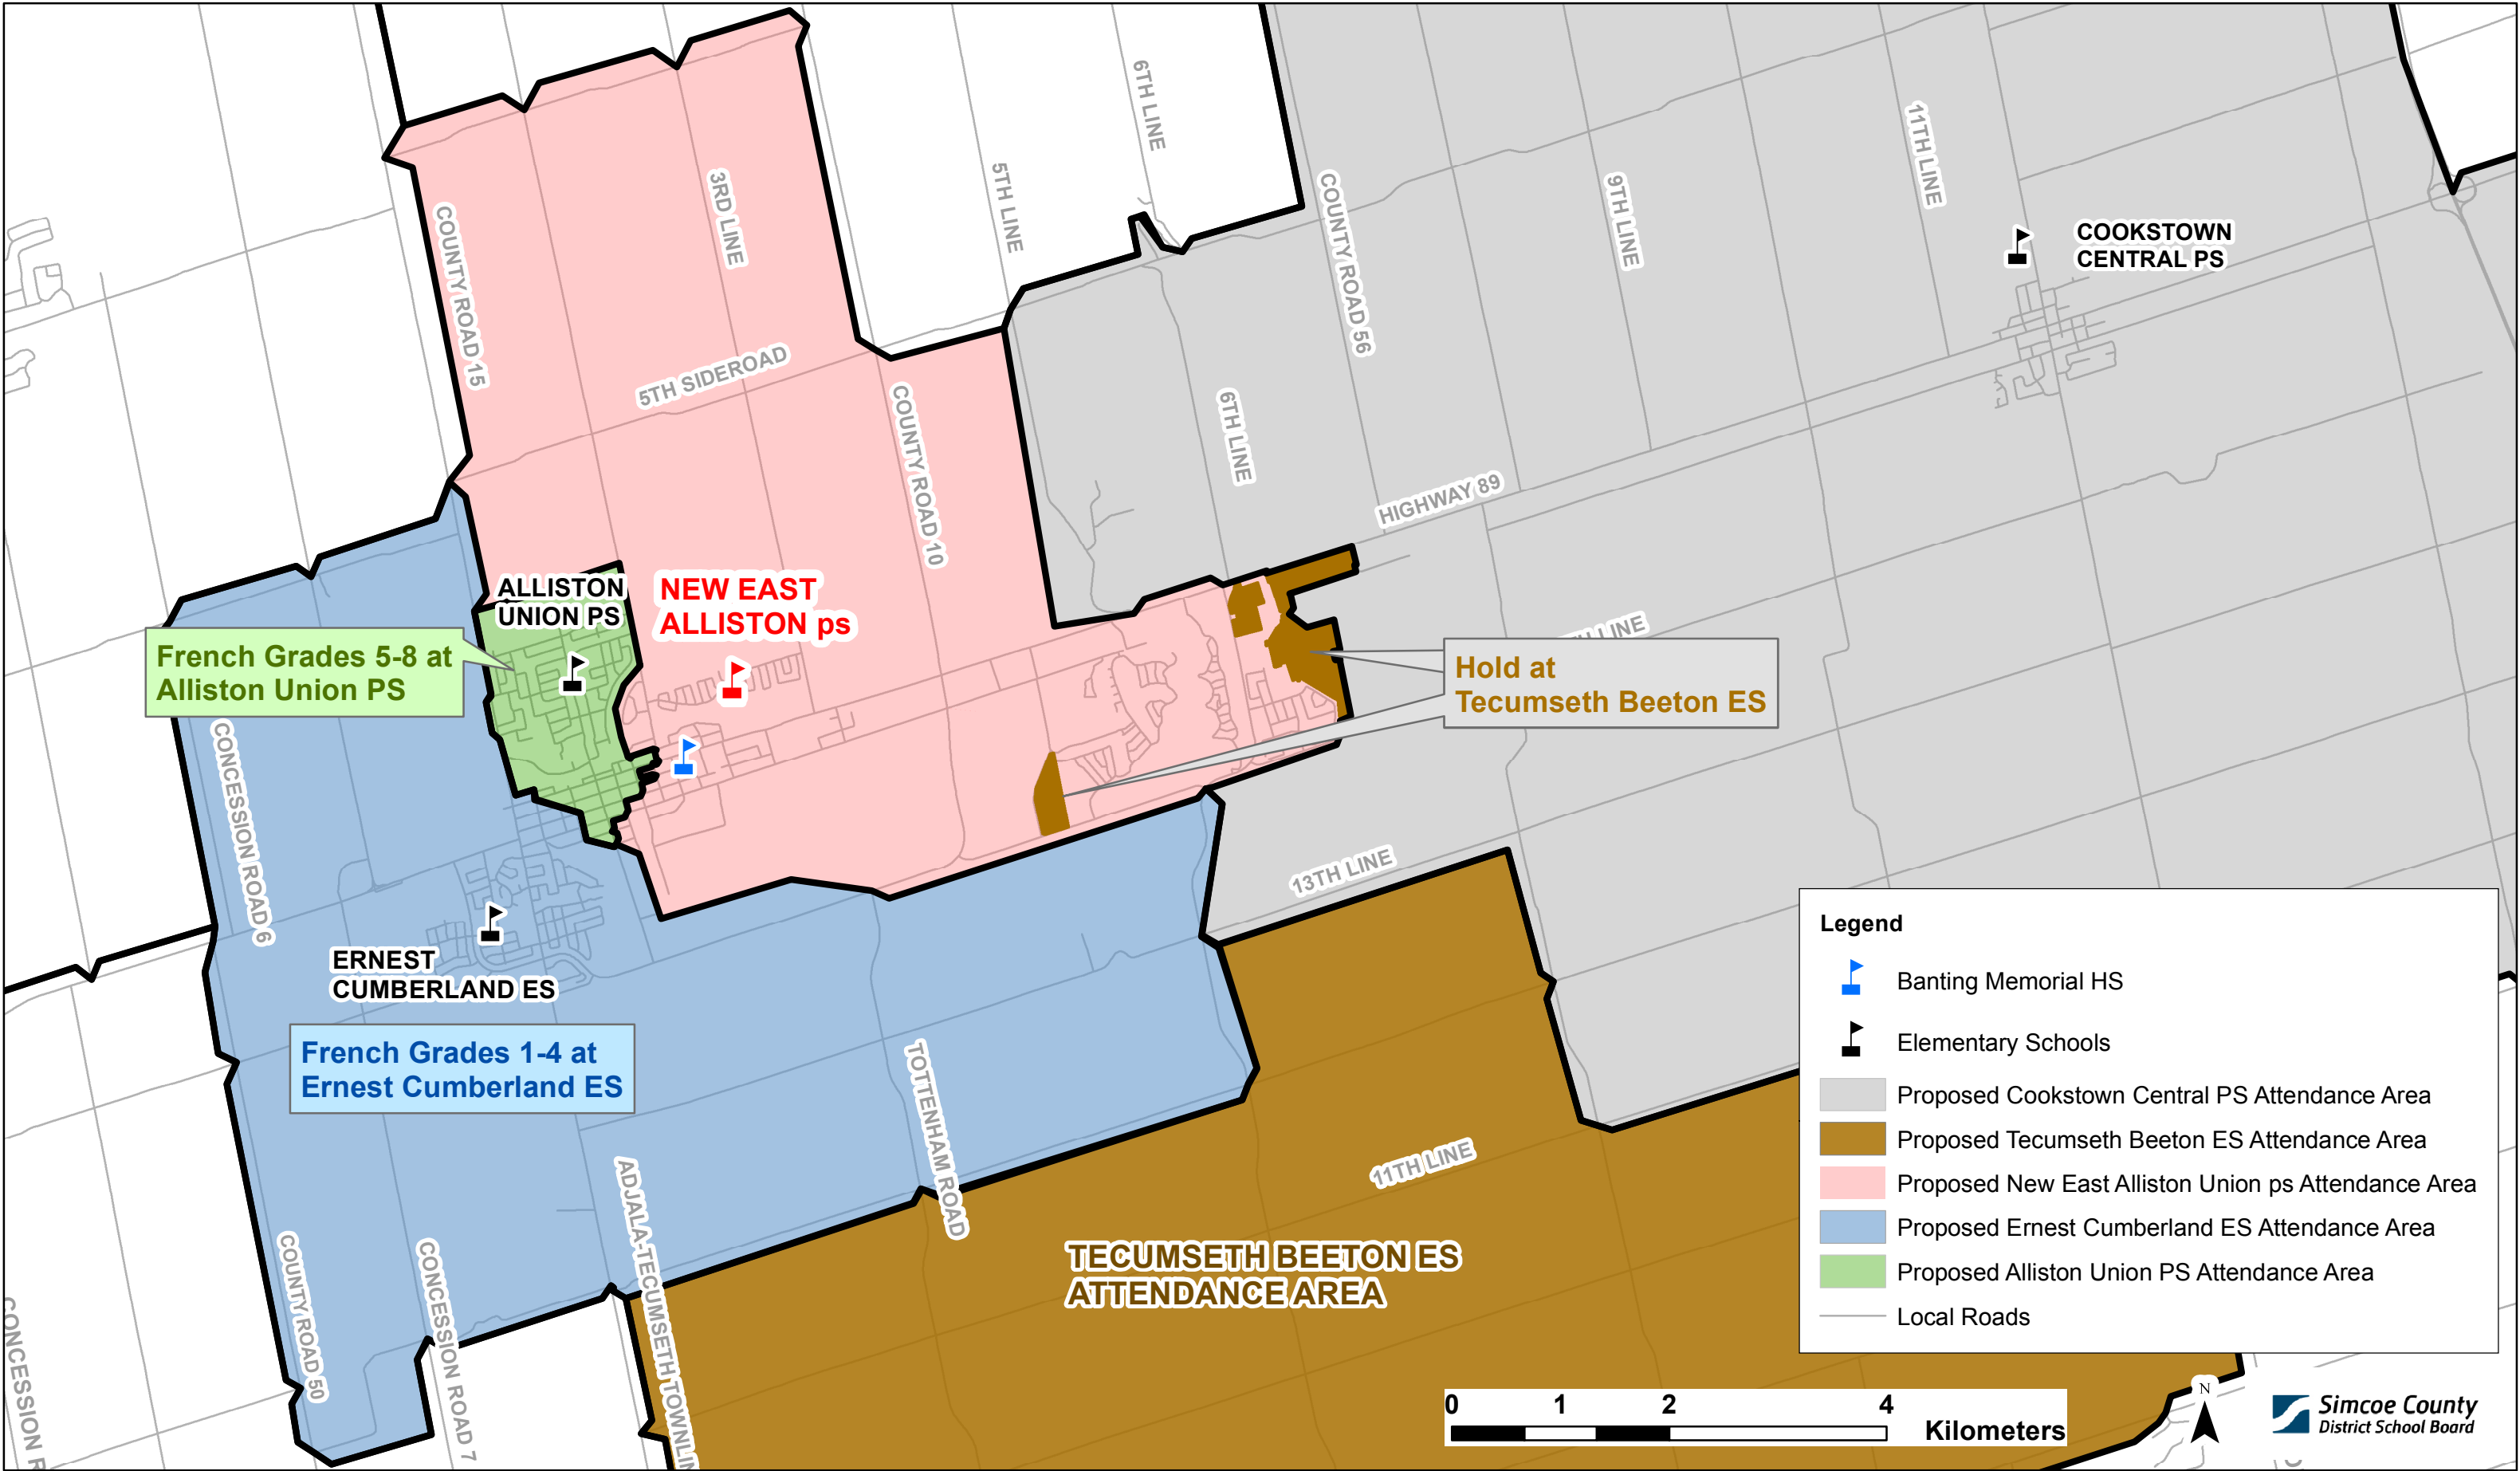 6TH LINE
5TH LINE
3RD LINE
COUNTY ROAD 15
COUNTY ROAD 56
9TH LINE
11TH LINE
COOKSTOWN
CENTRAL PS
5TH SIDEROAD
COUNTY ROAD 10
6TH LINE
HIGHWAY 89
ALLISTON
UNION PS
NEW EAST
ALLISTON ps
French Grades 5-8 at
Alliston Union PS
LINE
Hold at
Tecumseth Beeton ES
CONCESSION ROAD 6
13TH LINE
ERNEST
CUMBERLAND ES
French Grades 1-4 at
Ernest Cumberland ES
TOTTENHAM ROAD
11TH LINE
ADJALA-TECUMSETH TOWNLIN
COUNTY ROAD 50
CONCESSION ROAD 7
CONCESSION R
TECUMSETH BEETON ES
ATTENDANCE AREA
Legend
Banting Memorial HS
Elementary Schools
Proposed Cookstown Central PS Attendance Area
Proposed Tecumseth Beeton ES Attendance Area
Proposed New East Alliston Union ps Attendance Area
Proposed Ernest Cumberland ES Attendance Area
Proposed Alliston Union PS Attendance Area
Local Roads
0 1 2 4
Kilometers
N
Simcoe County
District School Board